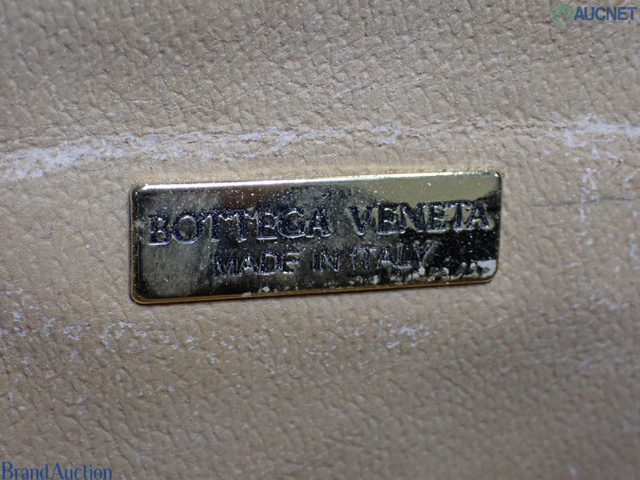 AUCNET
BOTTEGA VENETA
MADE IN ITALY
BrandAuction